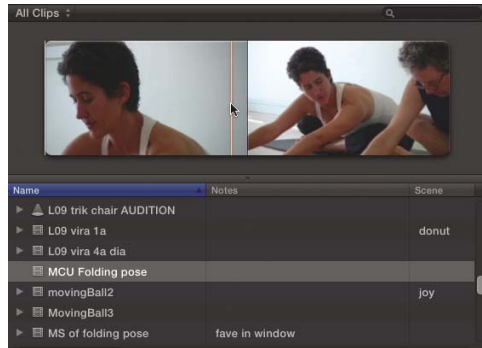 All Clips
Name Notes Scene
L09 trik chair AUDITION
L09 vira 1a donut
L09 vira 4a dia
MCU Folding pose
movingBall2 joy
MovingBall3
MS of folding pose fave in window